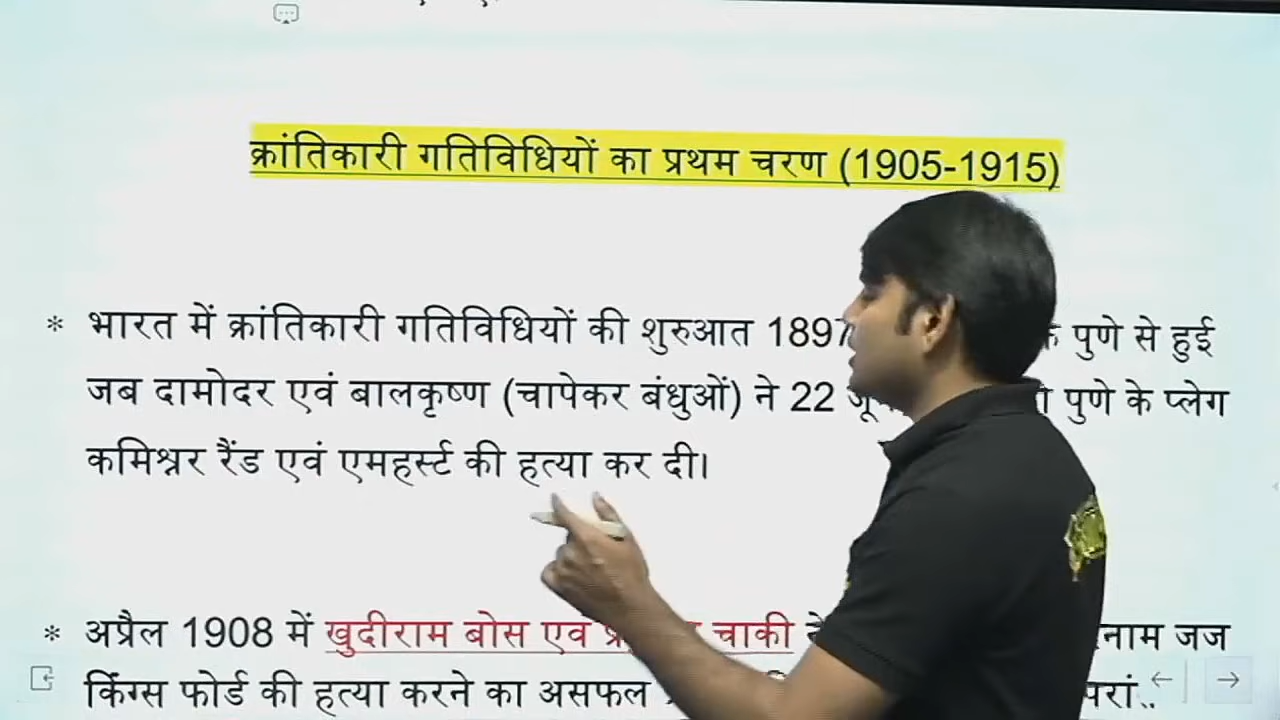 क्रांतिकारी गतिविधियों का प्रथम चरण (1905-1915)
* भारत में क्रांतिकारी गतिविधियों की शुरुआत 1897 पुणे से हुई
जब दामोदर एवं बालकृष्ण (चापेकर बंधुओं) ने 22 पुणे के प्लेग
कमिश्नर रैंड एवं एमहर्स्ट की हत्या कर दी।
* अप्रैल 1908 में खुदीराम बोस एवं चाकी जज
किंग्स फोर्ड की हत्या करने का असफल